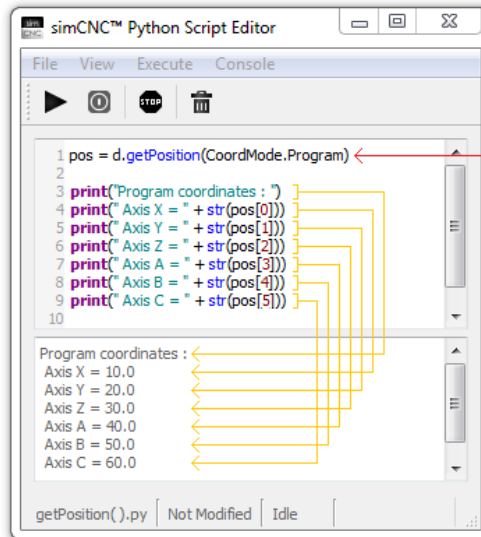 simCNC™ Python Script Editor
File View Execute Console
STOP
1 pos = d.getPosition(CoordMode.Program)
2
3 print("Program coordinates : ")
4 print(" Axis X = " + str(pos[0]))
5 print(" Axis Y = " + str(pos[1]))
6 print(" Axis Z = " + str(pos[2]))
7 print(" Axis A = " + str(pos[3]))
8 print(" Axis B = " + str(pos[4]))
9 print(" Axis C = " + str(pos[5]))
10
Program coordinates :
Axis X = 10.0
Axis Y = 20.0
Axis Z = 30.0
Axis A = 40.0
Axis B = 50.0
Axis C = 60.0
getPosition( ).py Not Modified Idle